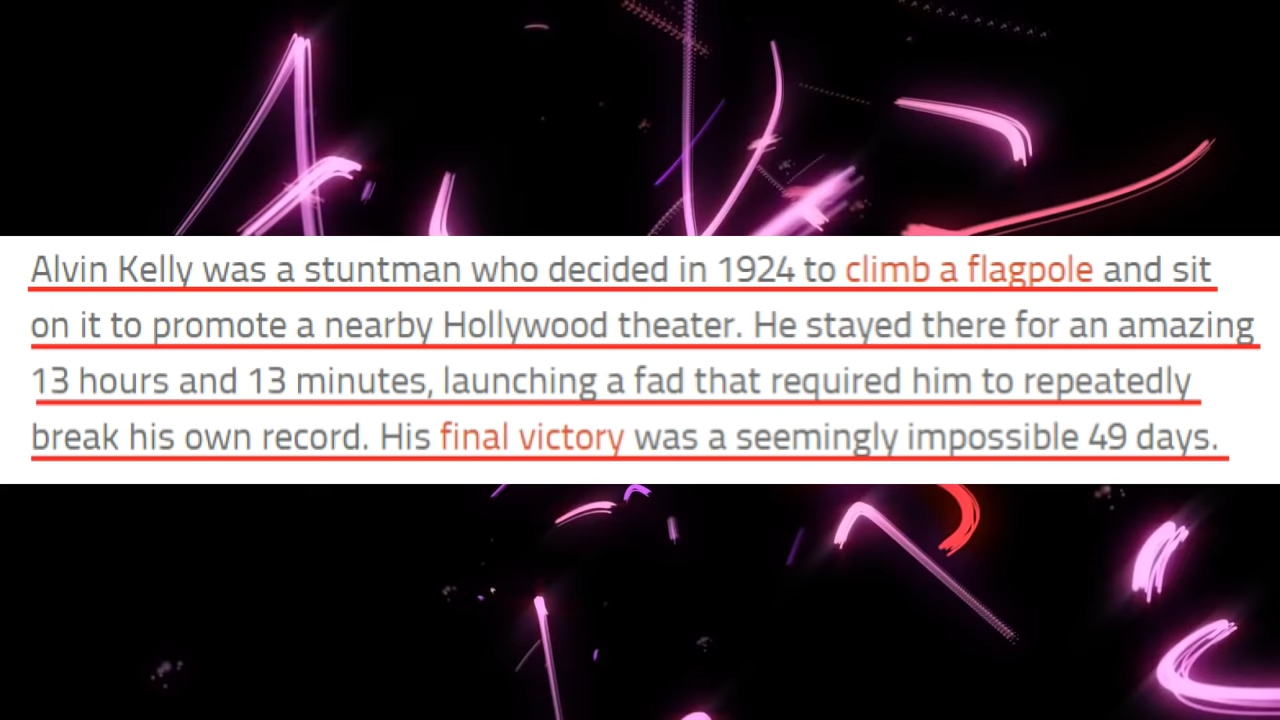 Alvin Kelly was a stuntman who decided in 1924 to climb a flagpole and sit
on it to promote a nearby Hollywood theater. He stayed there for an amazing
13 hours and 13 minutes, launching a fad that required him to repeatedly
break his own record. His final victory was a seemingly impossible 49 days.